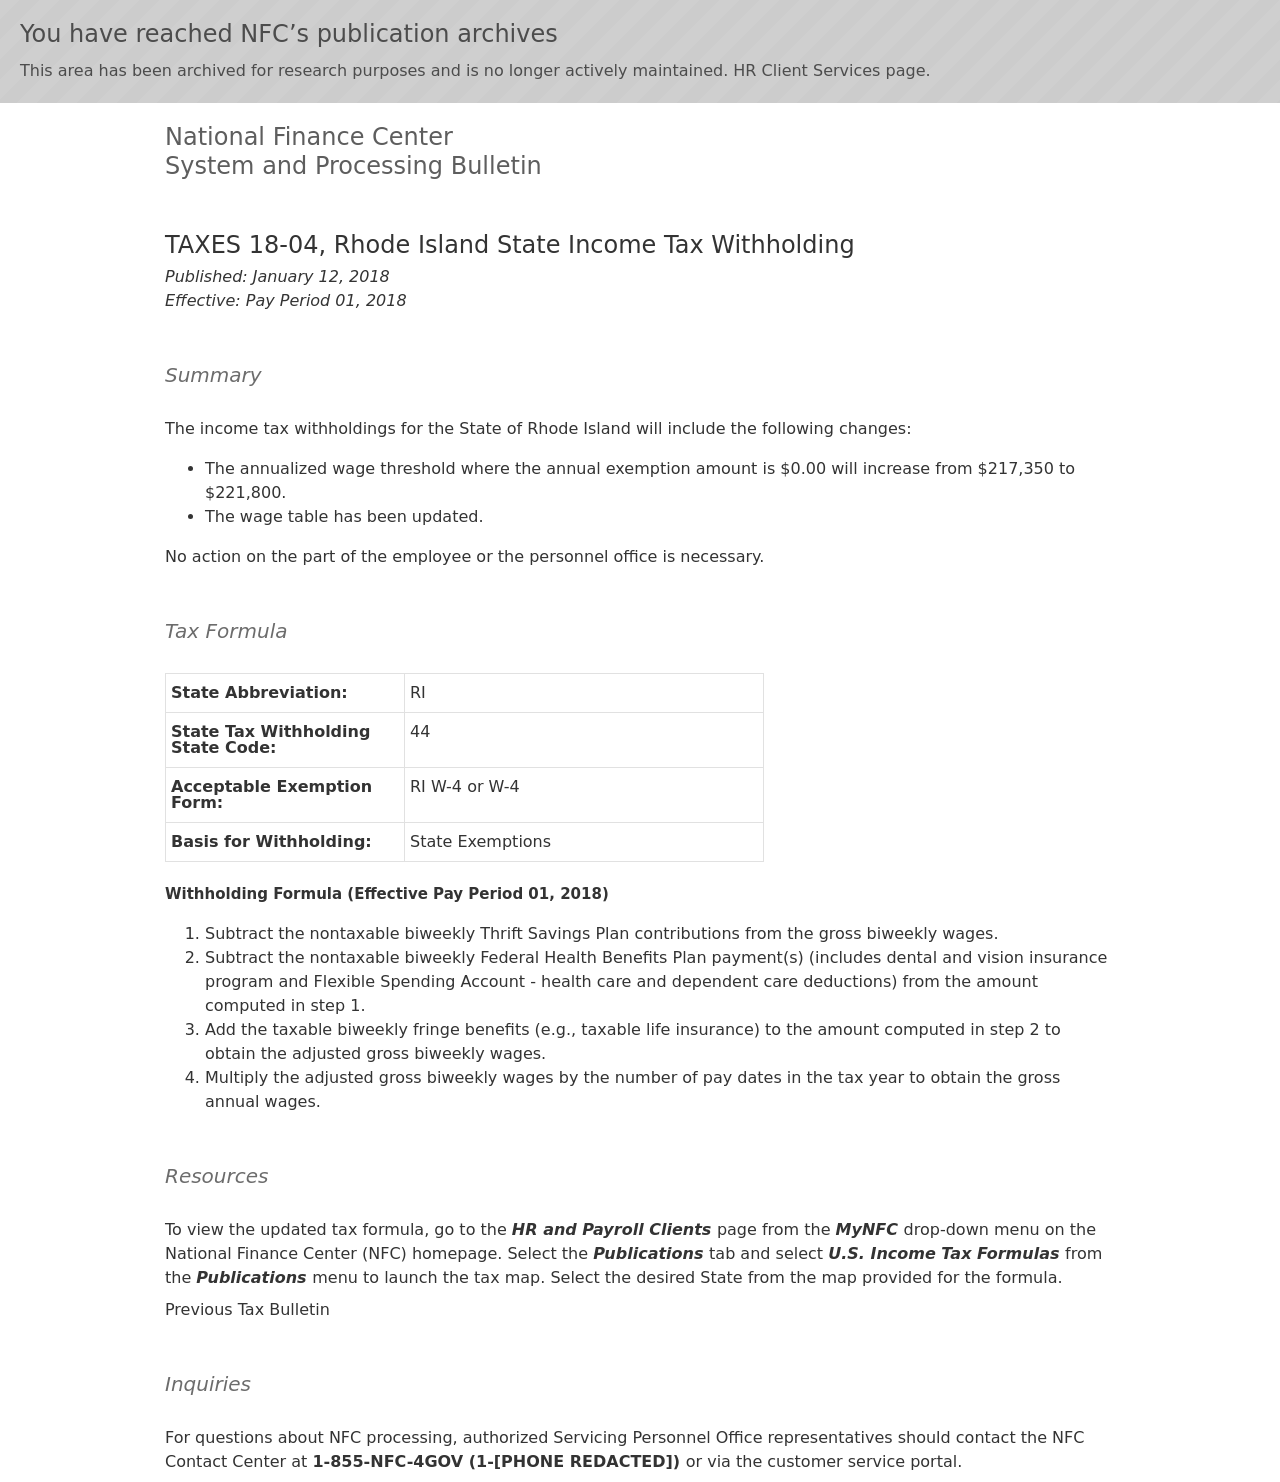 You have reached NFC’s publication archives
This area has been archived for research purposes and is no longer actively maintained. HR Client Services page.
National Finance Center
System and Processing Bulletin
TAXES 18-04, Rhode Island State Income Tax Withholding
Published: January 12, 2018
Effective: Pay Period 01, 2018
Summary
The income tax withholdings for the State of Rhode Island will include the following changes:
• The annualized wage threshold where the annual exemption amount is $0.00 will increase from $217,350 to
$221,800.
• The wage table has been updated.
No action on the part of the employee or the personnel office is necessary.
Tax Formula
State Abbreviation: RI
State Tax Withholding 44
State Code:
Acceptable Exemption RI W-4 or W-4
Form:
Basis for Withholding: State Exemptions
Withholding Formula (Effective Pay Period 01, 2018)
1. Subtract the nontaxable biweekly Thrift Savings Plan contributions from the gross biweekly wages.
2. Subtract the nontaxable biweekly Federal Health Benefits Plan payment(s) (includes dental and vision insurance
program and Flexible Spending Account - health care and dependent care deductions) from the amount
computed in step 1.
3. Add the taxable biweekly fringe benefits (e.g., taxable life insurance) to the amount computed in step 2 to
obtain the adjusted gross biweekly wages.
4. Multiply the adjusted gross biweekly wages by the number of pay dates in the tax year to obtain the gross
annual wages.
Resources
To view the updated tax formula, go to the HR and Payroll Clients page from the MyNFC drop-down menu on the
National Finance Center (NFC) homepage. Select the Publications tab and select U.S. Income Tax Formulas from
the Publications menu to launch the tax map. Select the desired State from the map provided for the formula.
Previous Tax Bulletin
Inquiries
For questions about NFC processing, authorized Servicing Personnel Office representatives should contact the NFC
Contact Center at 1-855-NFC-4GOV (1-[PHONE REDACTED]) or via the customer service portal.